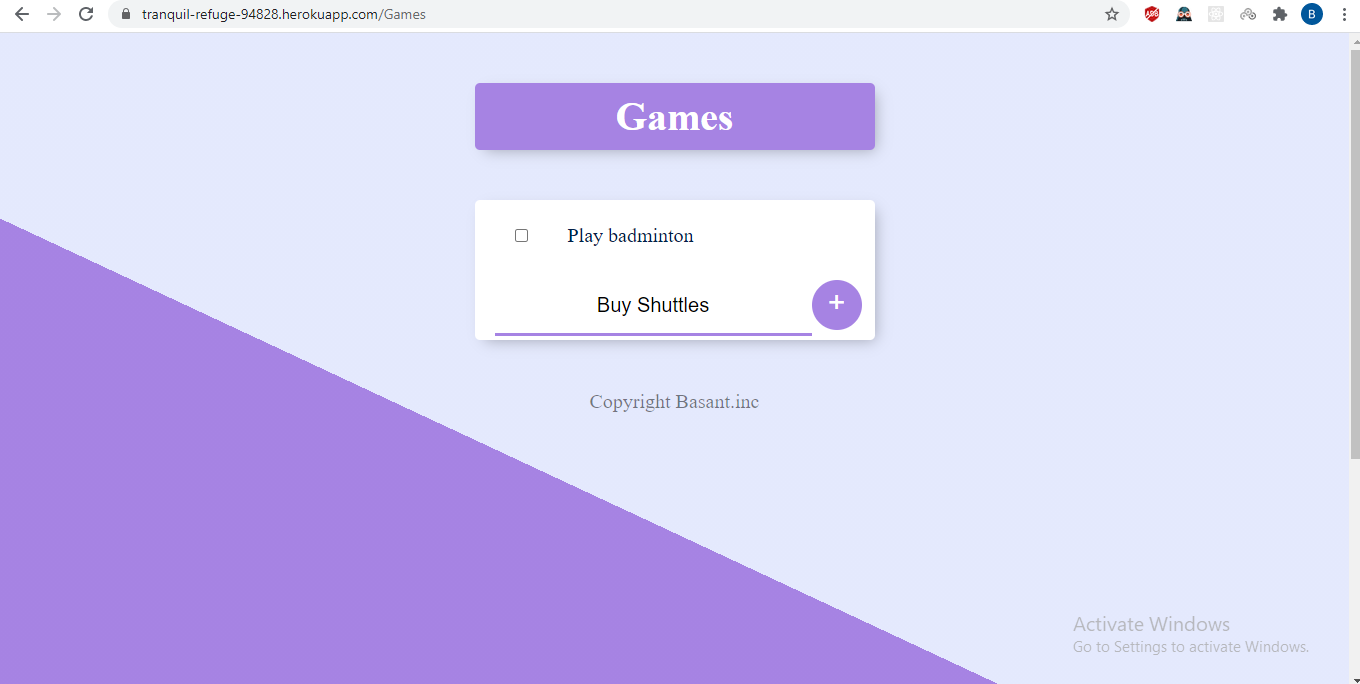 tranquil-refuge-94828.herokuapp.com/Games
ABP
B
Games
Play badminton
Buy Shuttles
+
Copyright Basant.inc
Activate Windows
Go to Settings to activate Windows.